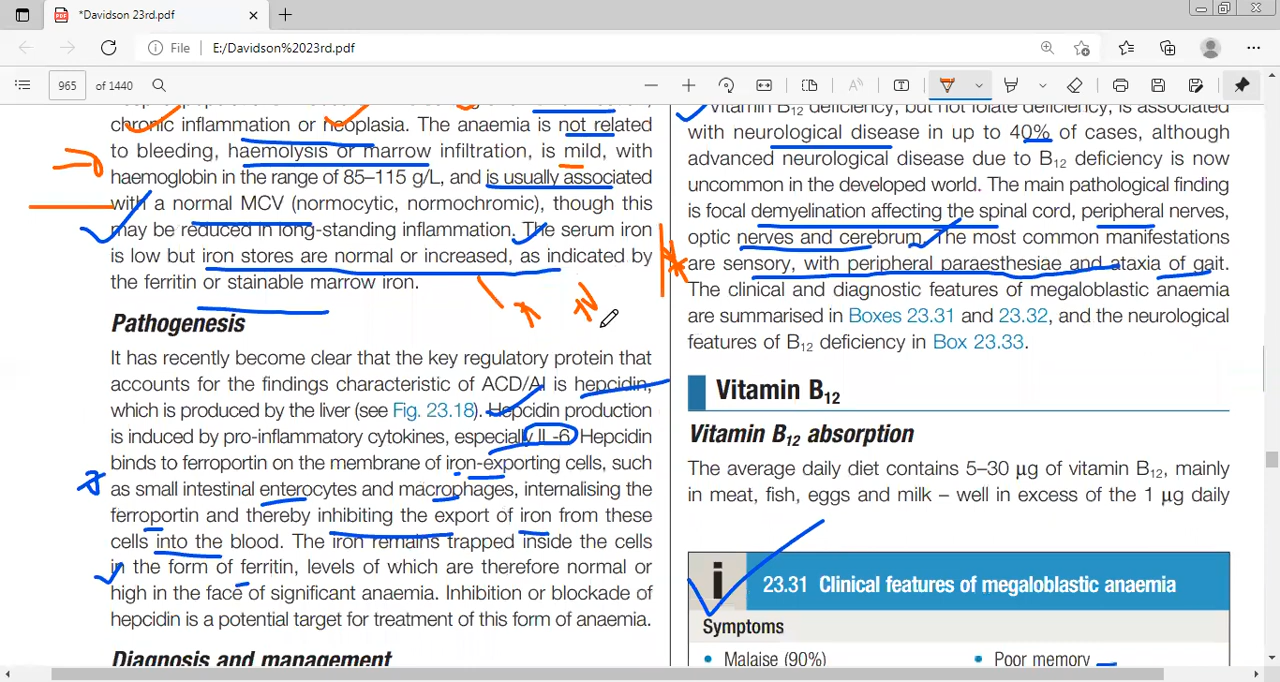 *Davidson 23rd.pdf
File E:/Davidson%2023rd.pdf
965 of 1440
chronic inflammation or neoplasia. The anaemia is not related
to bleeding, haemolysis or marrow infiltration, is mild, with
haemoglobin in the range of 85–115 g/L, and is usually associated
with a normal MCV (normocytic, normochromic), though this
may be reduced in long-standing inflammation. The serum iron
is low but iron stores are normal or increased, as indicated by
the ferritin or stainable marrow iron.
Pathogenesis
It has recently become clear that the key regulatory protein that
accounts for the findings characteristic of ACD/AI is hepcidin,
which is produced by the liver (see Fig. 23.18). Hepcidin production
is induced by pro-inflammatory cytokines, especially IL-6. Hepcidin
binds to ferroportin on the membrane of iron-exporting cells, such
as small intestinal enterocytes and macrophages, internalising the
ferroportin and thereby inhibiting the export of iron from these
cells into the blood. The iron remains trapped inside the cells
in the form of ferritin, levels of which are therefore normal or
high in the face of significant anaemia. Inhibition or blockade of
hepcidin is a potential target for treatment of this form of anaemia.
Diagnosis and management
Vitamin B12 deficiency, but not folate deficiency, is associated
with neurological disease in up to 40% of cases, although
advanced neurological disease due to B12 deficiency is now
uncommon in the developed world. The main pathological finding
is focal demyelination affecting the spinal cord, peripheral nerves,
optic nerves and cerebrum. The most common manifestations
are sensory, with peripheral paraesthesiae and ataxia of gait.
The clinical and diagnostic features of megaloblastic anaemia
are summarised in Boxes 23.31 and 23.32, and the neurological
features of B12 deficiency in Box 23.33.
Vitamin B12
Vitamin B12 absorption
The average daily diet contains 5–30 µg of vitamin B12, mainly
in meat, fish, eggs and milk – well in excess of the 1 µg daily
i 23.31 Clinical features of megaloblastic anaemia
Symptoms
• Malaise (90%) • Poor memory